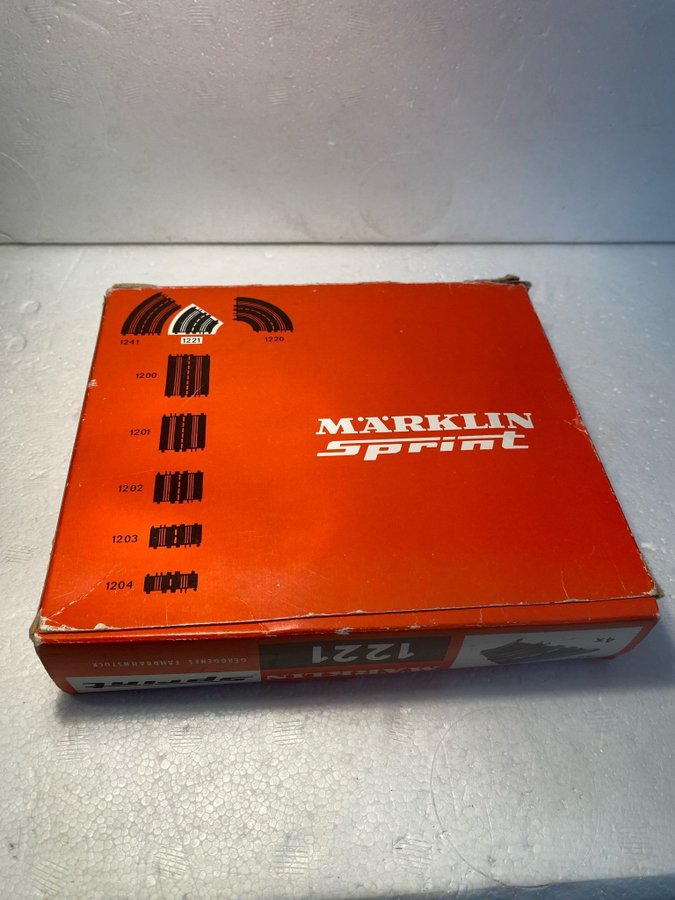 1241
1221
1220
1200
1201
1202
1203
1204
MÄRKLIN
Sprint
4x
1221
MÄRKLIN
GEBOGENES FAHRBAHNSTÜCK
Sprint